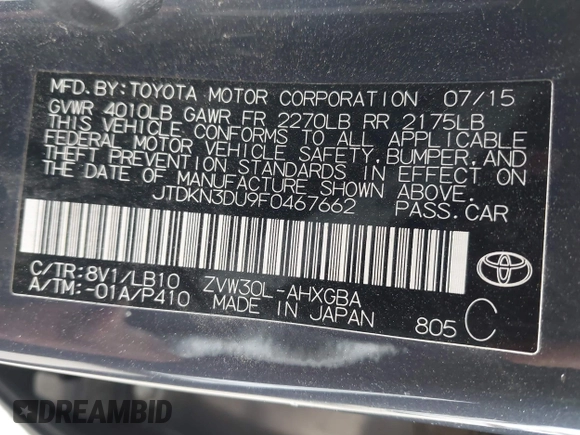 MFD. BY: TOYOTA MOTOR CORPORATION 07/15
GVWR 4010LB GAWR FR 2270LB RR 2175LB
THIS VEHICLE CONFORMS TO ALL APPLICABLE
FEDERAL MOTOR VEHICLE SAFETY, BUMPER, AND
THEFT PREVENTION STANDARDS IN EFFECT ON
THE DATE OF MANUFACTURE SHOWN ABOVE.
JTDKN3DU9F0467662 PASS. CAR
C/TR: 8V1/LB10 ZVW30L-AHXGBA
A/TM: -01A/P410 MADE IN JAPAN 805 C
TOYOTA
DREAMBID